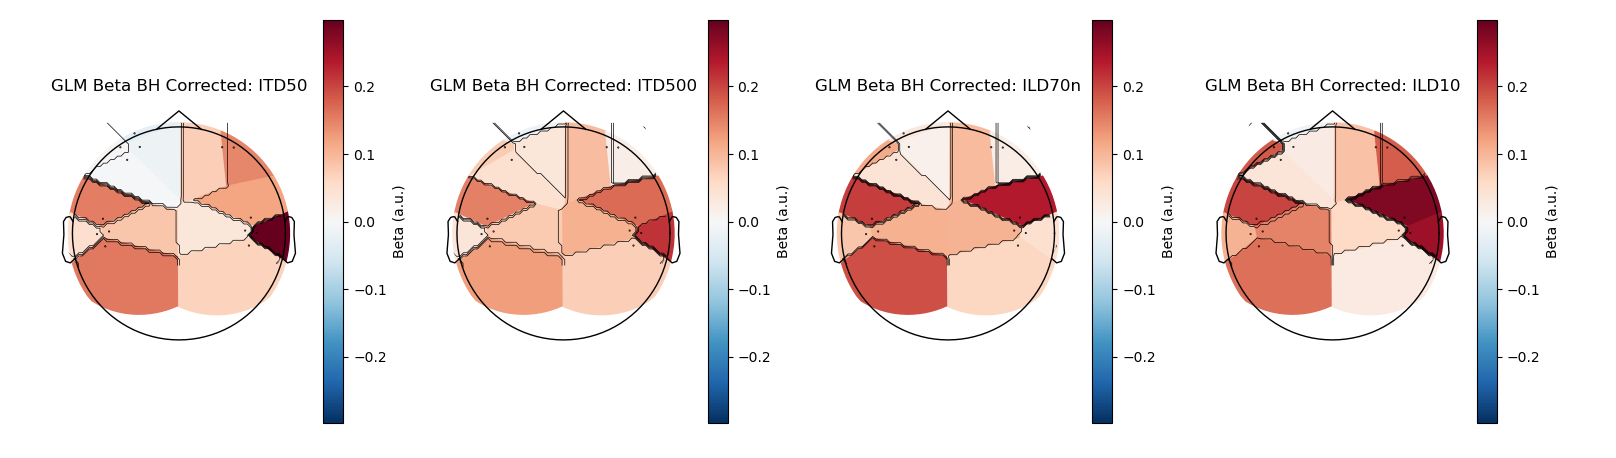 GLM Beta BH Corrected: ITD50
0.2
0.1
0.0
−0.1
−0.2
Beta (a.u.)
GLM Beta BH Corrected: ITD500
0.2
0.1
0.0
−0.1
−0.2
Beta (a.u.)
GLM Beta BH Corrected: ILD70n
0.2
0.1
0.0
−0.1
−0.2
Beta (a.u.)
GLM Beta BH Corrected: ILD10
0.2
0.1
0.0
−0.1
−0.2
Beta (a.u.)